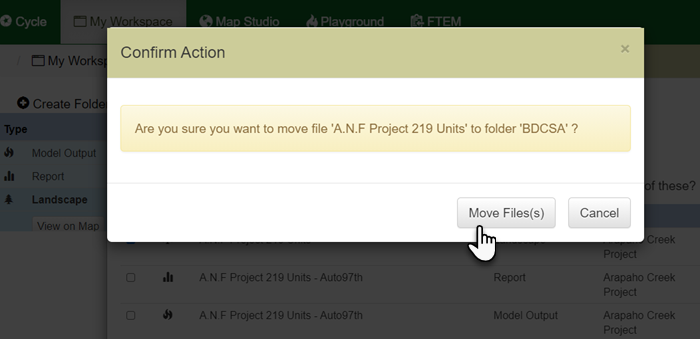 Cycle My Workspace Map Studio Playground FTEM
/ My Worksp
Confirm Action ×
Create Folde
Are you sure you want to move file 'A.N.F Project 219 Units' to folder 'BDCSA' ?
Type
Model Output
Report of these?
Landscape
Move Files(s) Cancel
View on Map
Arapaho Creek
Project
A.N.F Project 219 Units - Auto97th Report Arapaho Creek
Project
A.N.F Project 219 Units - Auto97th Model Output Arapaho Creek
Project